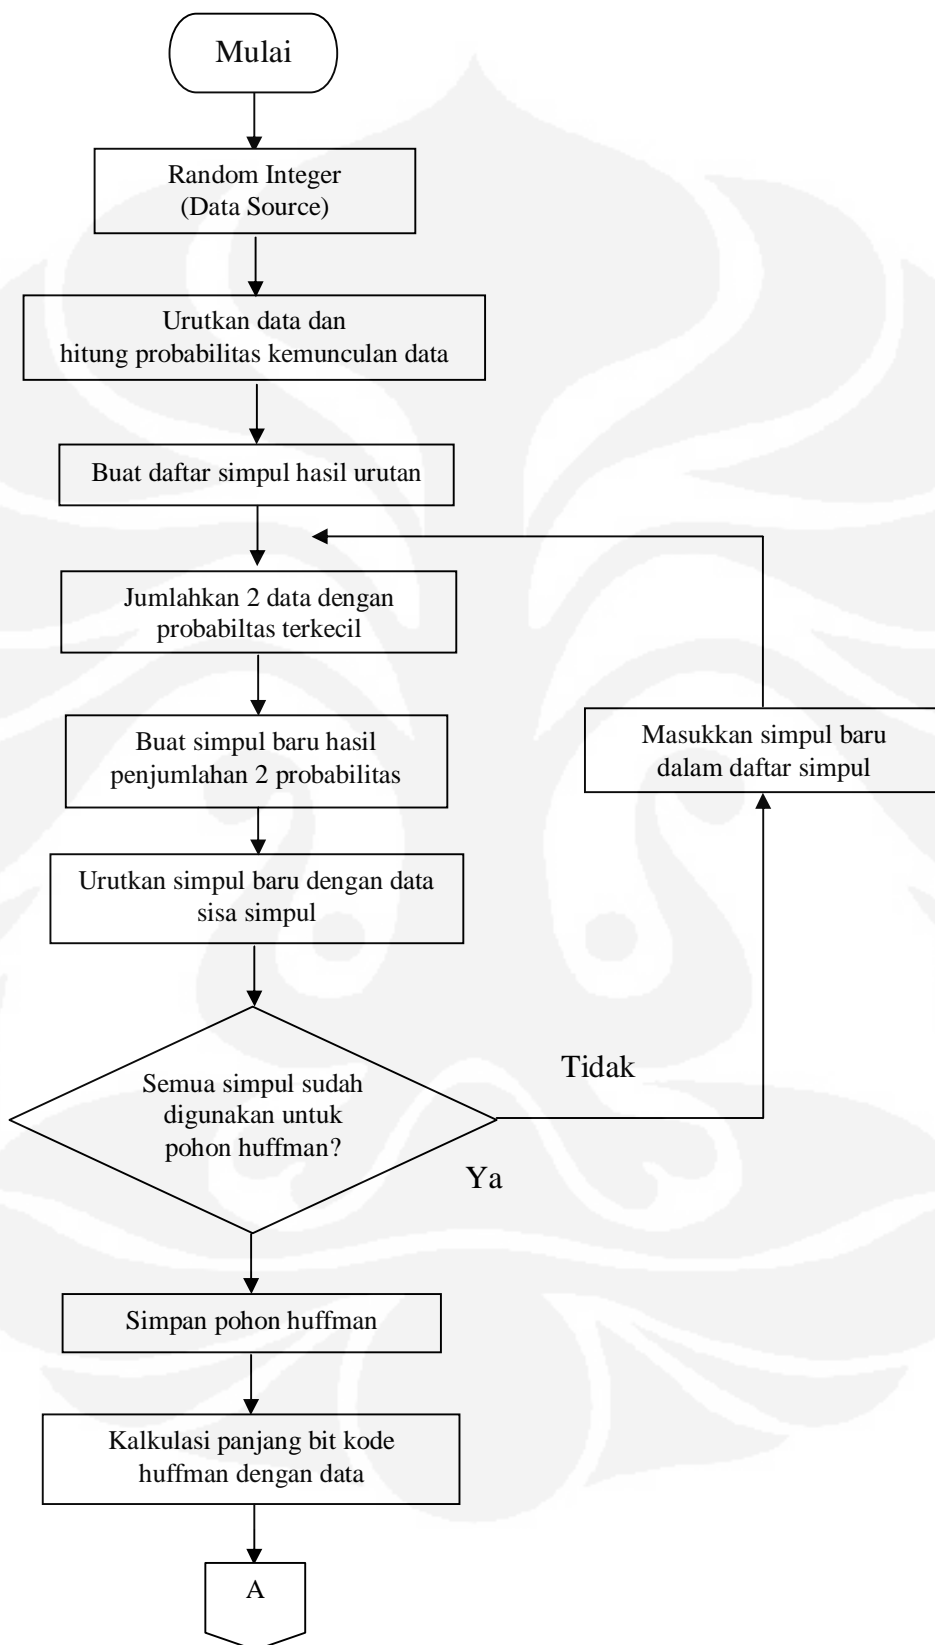 Mulai
Random Integer
(Data Source)
Urutkan data dan
hitung probabilitas kemunculan data
Buat daftar simpul hasil urutan
Jumlahkan 2 data dengan
probabiltas terkecil
Buat simpul baru hasil
penjumlahan 2 probabilitas
Masukkan simpul baru
dalam daftar simpul
Urutkan simpul baru dengan data
sisa simpul
Semua simpul sudah
digunakan untuk
pohon huffman?
Tidak
Ya
Simpan pohon huffman
Kalkulasi panjang bit kode
huffman dengan data
A